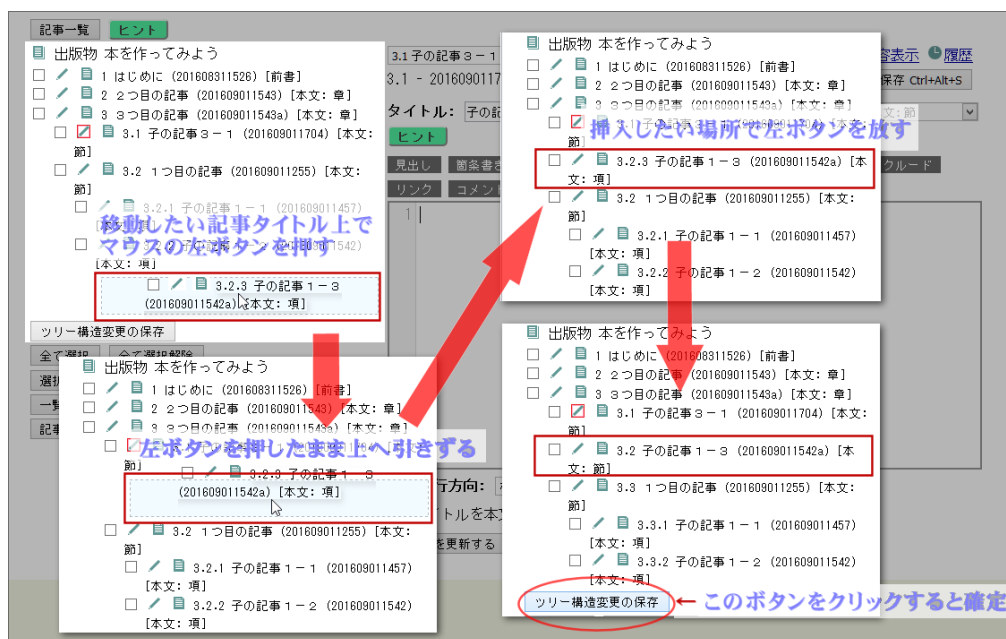 記事一覧 ヒント
出版物 本を作ってみよう
1 はじめに (201608311526) [前書]
2 2つ目の記事 (201609011543) [本文: 章]
3 3つ目の記事 (201609011543a) [本文: 章]
3.1 子の記事3-1 (201609011704) [本文:
節]
3.2 1つ目の記事 (201609011255) [本文:
節]
3.2.1 子の記事1-1 (201609011457)
移動したい記事タイトル上で
マウスの左ボタンを押す
[本文: 項]
3.2.3 子の記事1-3
(201609011542a) [本文: 項]
ツリー構造変更の保存
全て選択 全て選択解除
出版物 本を作ってみよう
1 はじめに (201608311526) [前書]
2 2つ目の記事 (201609011543) [本文: 章]
3 3つ目の記事 (201609011543a) [本文: 章]
左ボタンを押したまま上へ引きずる
節]
3.2.3 子の記事1-3
(201609011542a) [本文: 項]
3.2 1つ目の記事 (201609011255) [本文:
節]
3.2.1 子の記事1-1 (201609011457)
[本文: 項]
3.2.2 子の記事1-2 (201609011542)
[本文: 項]
3.1 子の記事3-1
容表示 履歴
3.1 - 2016090117
保存 Ctrl+Alt+S
タイトル: 子の記
文: 節
ヒント
見出し 箇条書き
クルード
リンク コメント
1
行方向:
トルを本文
を更新する
出版物 本を作ってみよう
1 はじめに (201608311526) [前書]
2 2つ目の記事 (201609011543) [本文: 章]
3 3つ目の記事 (201609011543a) [本文: 章]
挿入したい場所で左ボタンを放す
節]
3.2.3 子の記事1-3 (201609011542a) [本
文: 項]
3.2 1つ目の記事 (201609011255) [本文:
節]
3.2.1 子の記事1-1 (201609011457)
[本文: 項]
3.2.2 子の記事1-2 (201609011542)
[本文: 項]
出版物 本を作ってみよう
1 はじめに (201608311526) [前書]
2 2つ目の記事 (201609011543) [本文: 章]
3 3つ目の記事 (201609011543a) [本文: 章]
3.1 子の記事3-1 (201609011704) [本文:
節]
3.2 子の記事1-3 (201609011542a) [本
文: 節]
3.3 1つ目の記事 (201609011255) [本文:
節]
3.3.1 子の記事1-1 (201609011457)
[本文: 項]
3.3.2 子の記事1-2 (201609011542)
[本文: 項]
ツリー構造変更の保存 ← このボタンをクリックすると確定